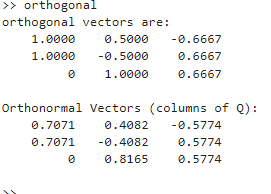 >> orthogonal
orthogonal vectors are:
1.0000 0.5000 -0.6667
1.0000 -0.5000 0.6667
0 1.0000 0.6667
Orthonormal Vectors (columns of Q):
0.7071 0.4082 -0.5774
0.7071 -0.4082 0.5774
0 0.8165 0.5774
>>